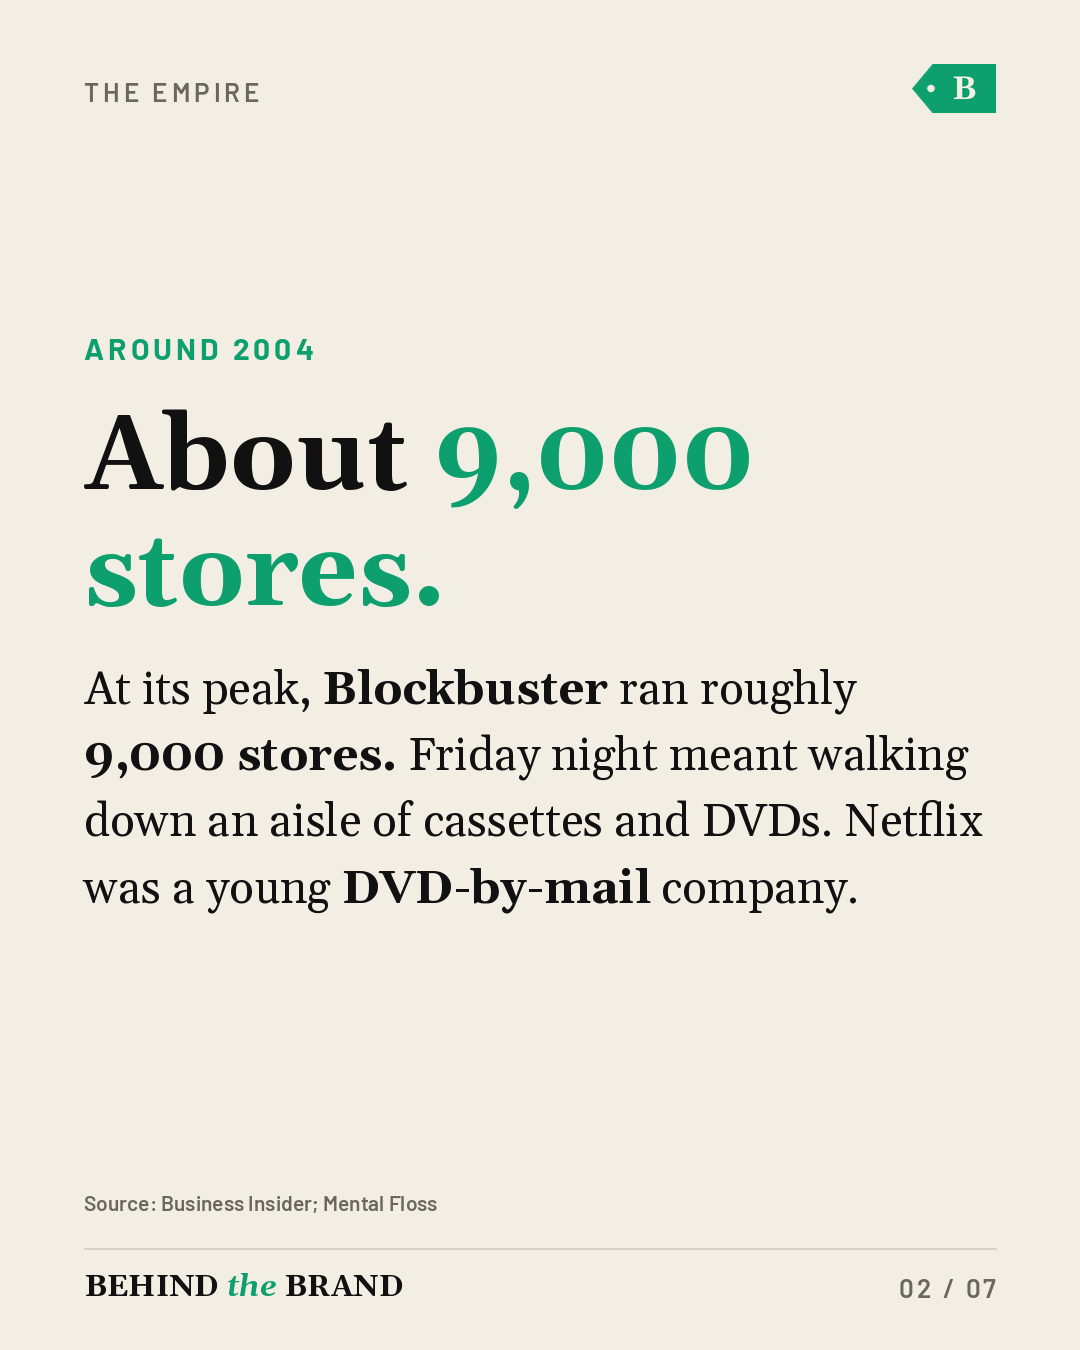 THE EMPIRE
B
AROUND 2004
About 9,000
stores.
At its peak, Blockbuster ran roughly
9,000 stores. Friday night meant walking
down an aisle of cassettes and DVDs. Netflix
was a young DVD-by-mail company.
Source: Business Insider; Mental Floss
BEHIND the BRAND
02 / 07